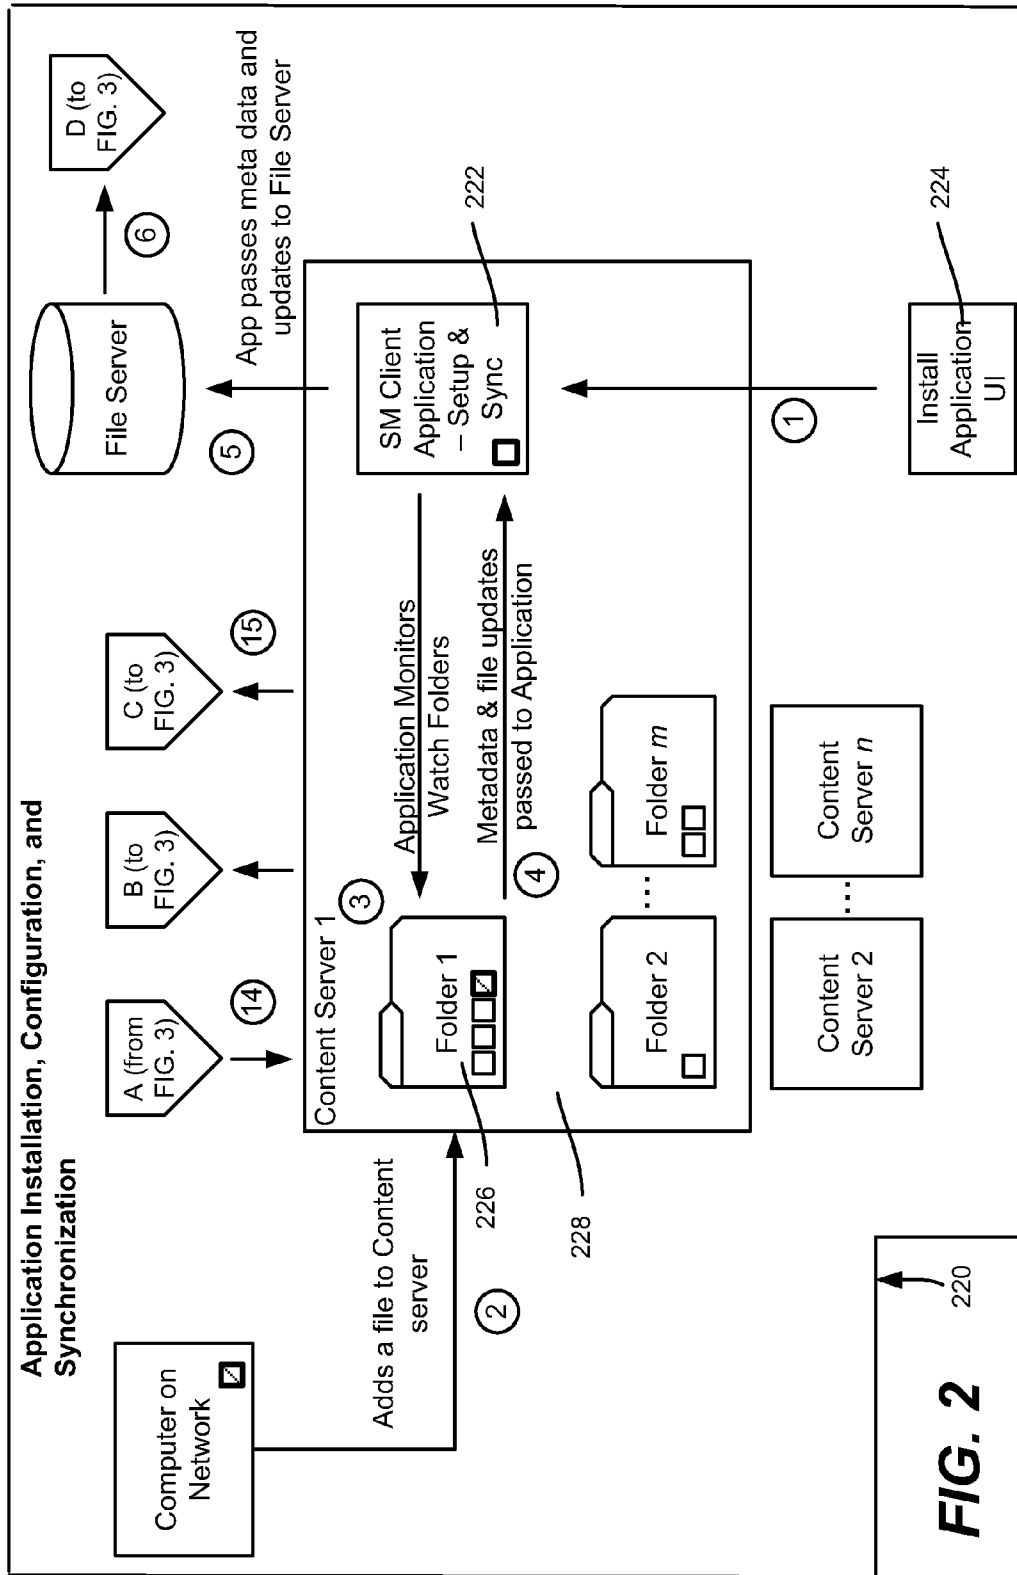 Application Installation, Configuration, and
Synchronization
Computer on
Network
Adds a file to Content
server
2
A (from
FIG. 3)
14
B (to
FIG. 3)
C (to
FIG. 3)
15
File Server
5
6
D (to
FIG. 3)
App passes meta data and
updates to File Server
Content Server 1
3
Folder 1
226
Application Monitors
Watch Folders
4
Metadata & file updates
passed to Application
SM Client
Application
– Setup &
Sync
222
228
Folder 2
...
Folder m
1
Content
Server 2
...
Content
Server n
Install
Application
UI
224
220
FIG. 2